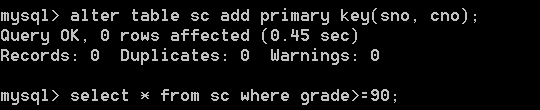 mysql> alter table sc add primary key(sno, cno);
Query OK, 0 rows affected (0.45 sec)
Records: 0  Duplicates: 0  Warnings: 0

mysql> select * from sc where grade>=90;